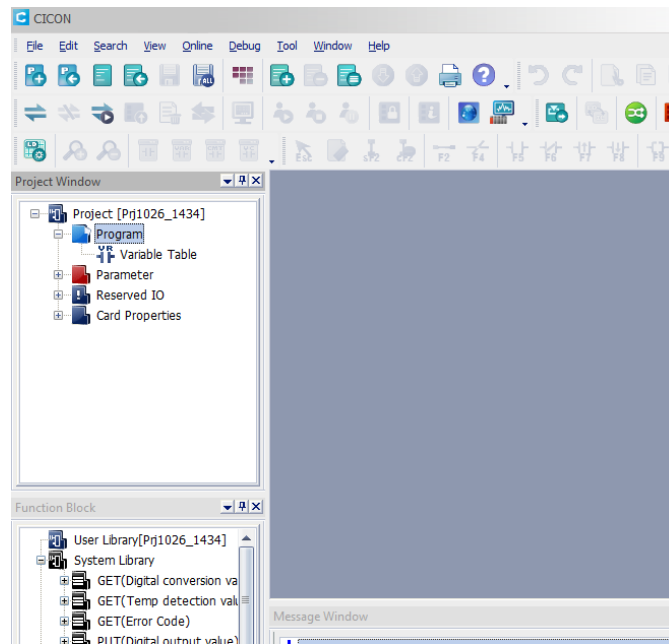 CICON
File Edit Search View Online Debug Tool Window Help
Project Window
Project [Prj1026_1434]
Program
Variable Table
Parameter
Reserved IO
Card Properties
Function Block
User Library[Prj1026_1434]
System Library
GET(Digital conversion va
GET(Temp detection valu
GET(Error Code)
PUT(Digital output value)
Message Window